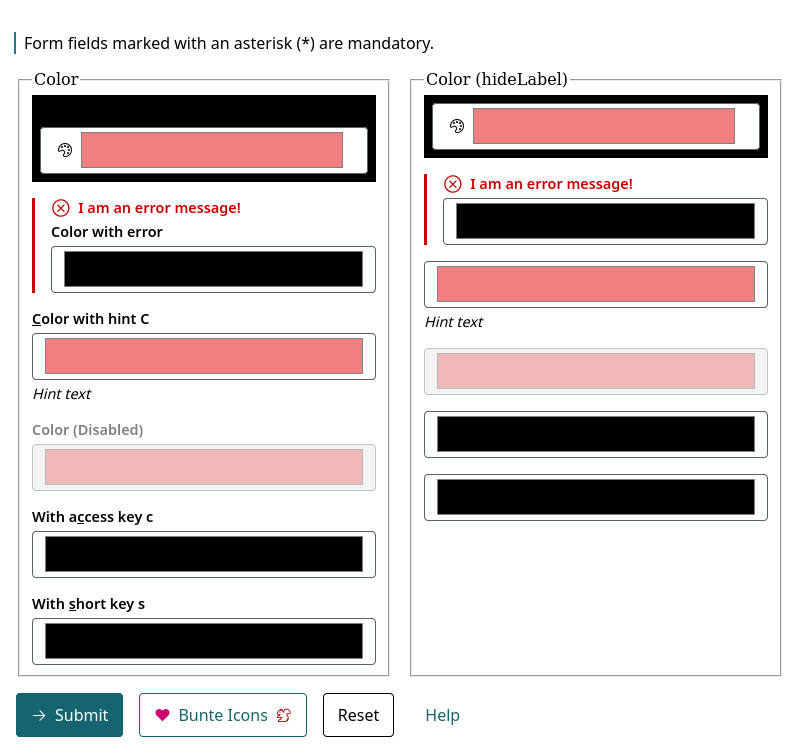 Form fields marked with an asterisk (*) are mandatory.
Color
I am an error message!
Color with error
Color with hint C
Hint text
Color (Disabled)
With access key c
With short key s
Color (hideLabel)
I am an error message!
Hint text
Submit
Bunte Icons
Reset
Help